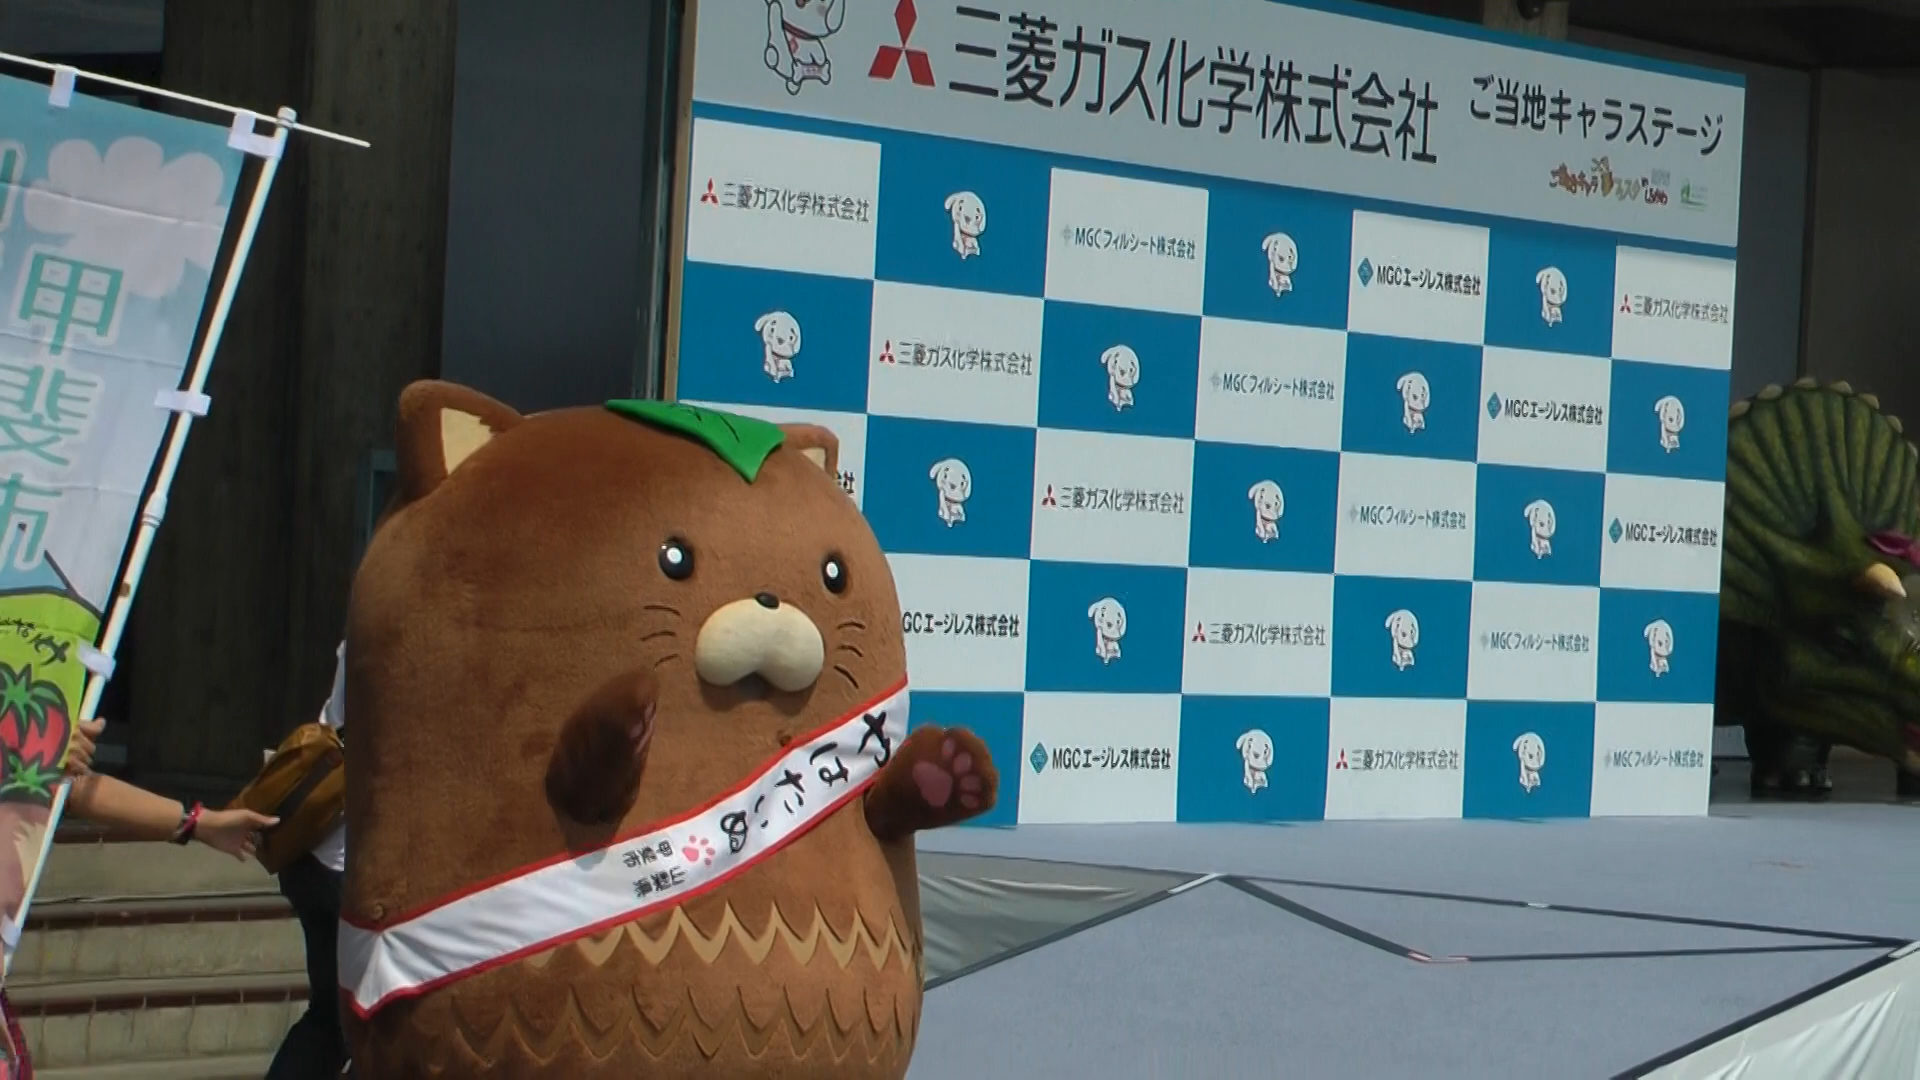 三菱ガス化学株式会社 ご当地キャラステージ
三菱ガス化学株式会社 MGCフィルシート株式会社 MGCエージレス株式会社 三菱ガス化学株式会社
三菱ガス化学株式会社 MGCフィルシート株式会社 MGCエージレス株式会社
三菱ガス化学株式会社 MGCフィルシート株式会社 MGCエージレス株式会社
GCエージレス株式会社 三菱ガス化学株式会社 MGCフィルシート株式会社
MGCエージレス株式会社 三菱ガス化学株式会社 MGCフィルシート株式会社
甲斐市
やはたいぬ
山梨県
甲斐市